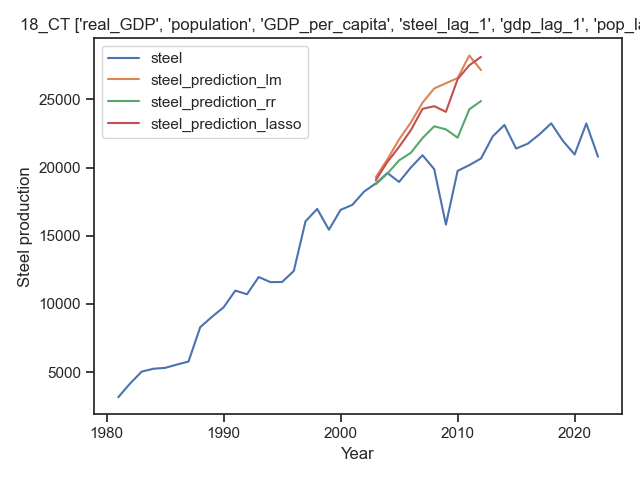 18_CT ['real_GDP', 'population', 'GDP_per_capita', 'steel_lag_1', 'gdp_lag_1', 'pop_la
steel
steel_prediction_lm
steel_prediction_rr
steel_prediction_lasso
25000
20000
15000
10000
5000
Steel production
1980
1990
2000
2010
2020
Year